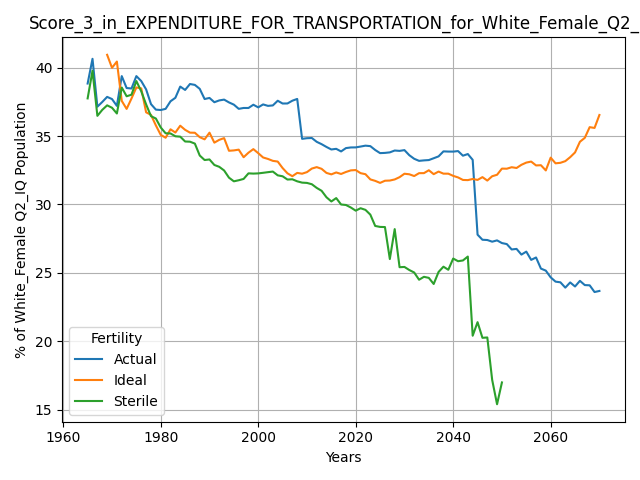 Score_3_in_EXPENDITURE_FOR_TRANSPORTATION_for_White_Female_Q2_
% of White_Female Q2_IQ Population
40
35
30
25
20
15
Fertility
Actual
Ideal
Sterile
1960
1980
2000
2020
2040
2060
Years